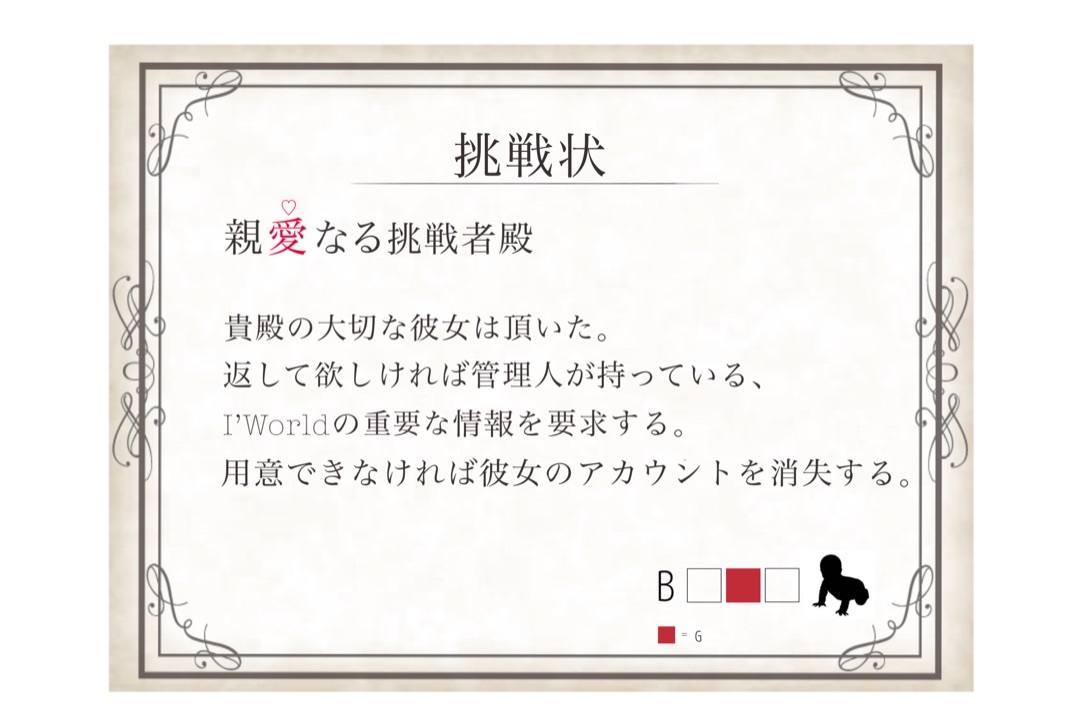 挑戦状
親愛なる挑戦者殿
貴殿の大切な彼女は頂いた。
返して欲しければ管理人が持っている、
I’Worldの重要な情報を要求する。
用意できなければ彼女のアカウントを消失する。
B
= G